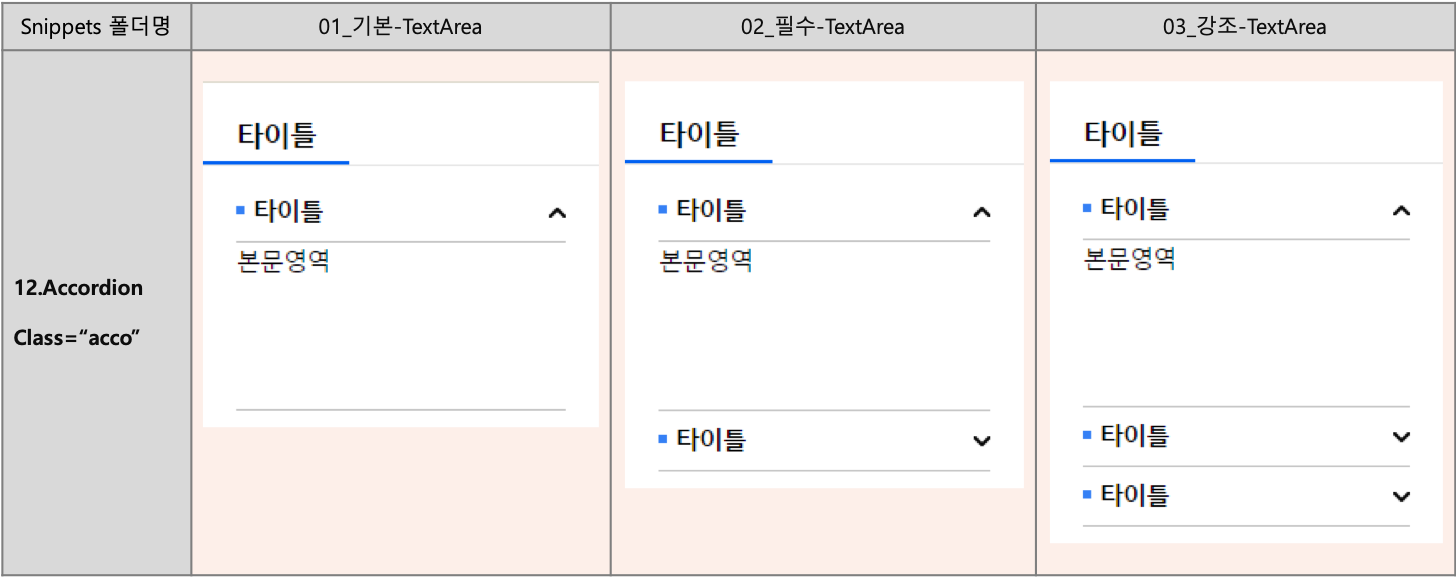 Snippets 폴더명
01_기본-TextArea
02_필수-TextArea
03_강조-TextArea
12.Accordion
Class=“acco”
타이틀
타이틀
본문영역
타이틀
타이틀
본문영역
타이틀
타이틀
타이틀
본문영역
타이틀
타이틀